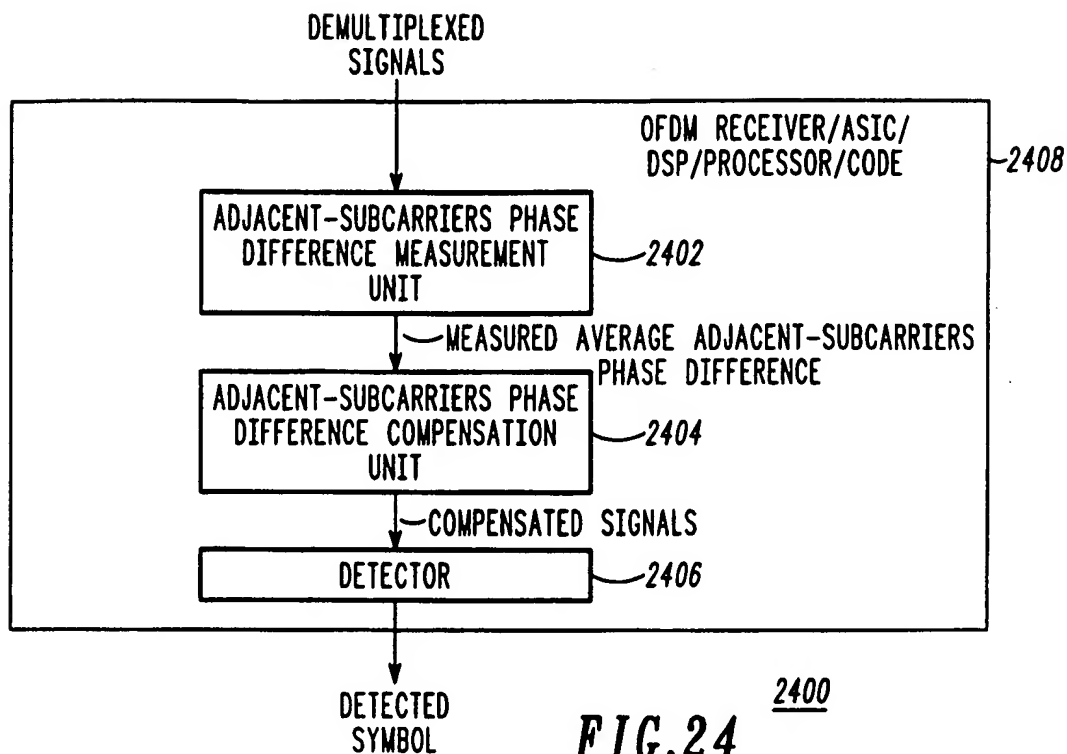 DEMULTIPLEXED
SIGNALS
OFDM RECEIVER/ASIC/
DSP/PROCESSOR/CODE
2408
ADJACENT-SUBCARRIERS PHASE
DIFFERENCE MEASUREMENT
UNIT
2402
MEASURED AVERAGE ADJACENT-SUBCARRIERS
PHASE DIFFERENCE
ADJACENT-SUBCARRIERS PHASE
DIFFERENCE COMPENSATION
UNIT
2404
COMPENSATED SIGNALS
DETECTOR
2406
DETECTED
SYMBOL
2400
FIG.24